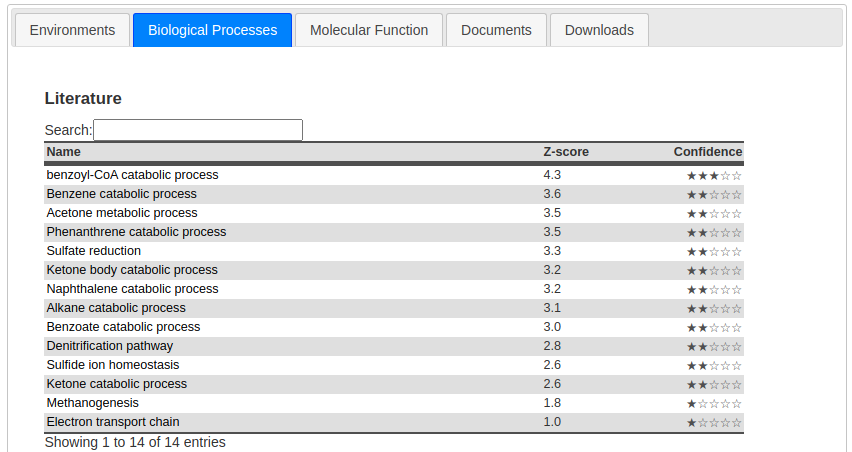 Environments Biological Processes Molecular Function Documents Downloads
Literature
Search:
Name Z-score Confidence
benzoyl-CoA catabolic process 4.3 ★★★☆☆
Benzene catabolic process 3.6 ★★☆☆☆
Acetone metabolic process 3.5 ★★☆☆☆
Phenanthrene catabolic process 3.5 ★★☆☆☆
Sulfate reduction 3.3 ★★☆☆☆
Ketone body catabolic process 3.2 ★★☆☆☆
Naphthalene catabolic process 3.2 ★★☆☆☆
Alkane catabolic process 3.1 ★★☆☆☆
Benzoate catabolic process 3.0 ★★☆☆☆
Denitrification pathway 2.8 ★★☆☆☆
Sulfide ion homeostasis 2.6 ★★☆☆☆
Ketone catabolic process 2.6 ★★☆☆☆
Methanogenesis 1.8 ★☆☆☆☆
Electron transport chain 1.0 ★☆☆☆☆
Showing 1 to 14 of 14 entries